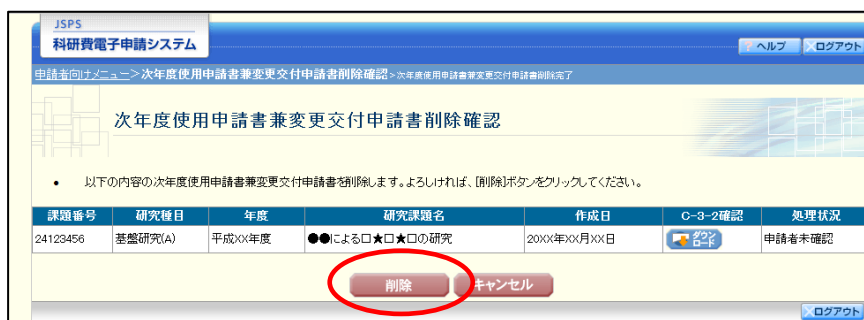 JSPS
科研費電子申請システム
? ヘルプ ×ログアウト
申請者向けメニュー>次年度使用申請書兼変更交付申請書削除確認>次年度使用申請書兼変更交付申請書削除完了
次年度使用申請書兼変更交付申請書削除確認
• 以下の内容の次年度使用申請書兼変更交付申請書を削除します。よろしければ、[削除]ボタンをクリックしてください。
課題番号 研究種目 年度 研究課題名 作成日 C-3-2確認 処理状況
24123456 基盤研究(A) 平成XX年度 ●●による□★□★□の研究 20XX年XX月XX日 ダウンロード 申請者未確認
削除 キャンセル
×ログアウト